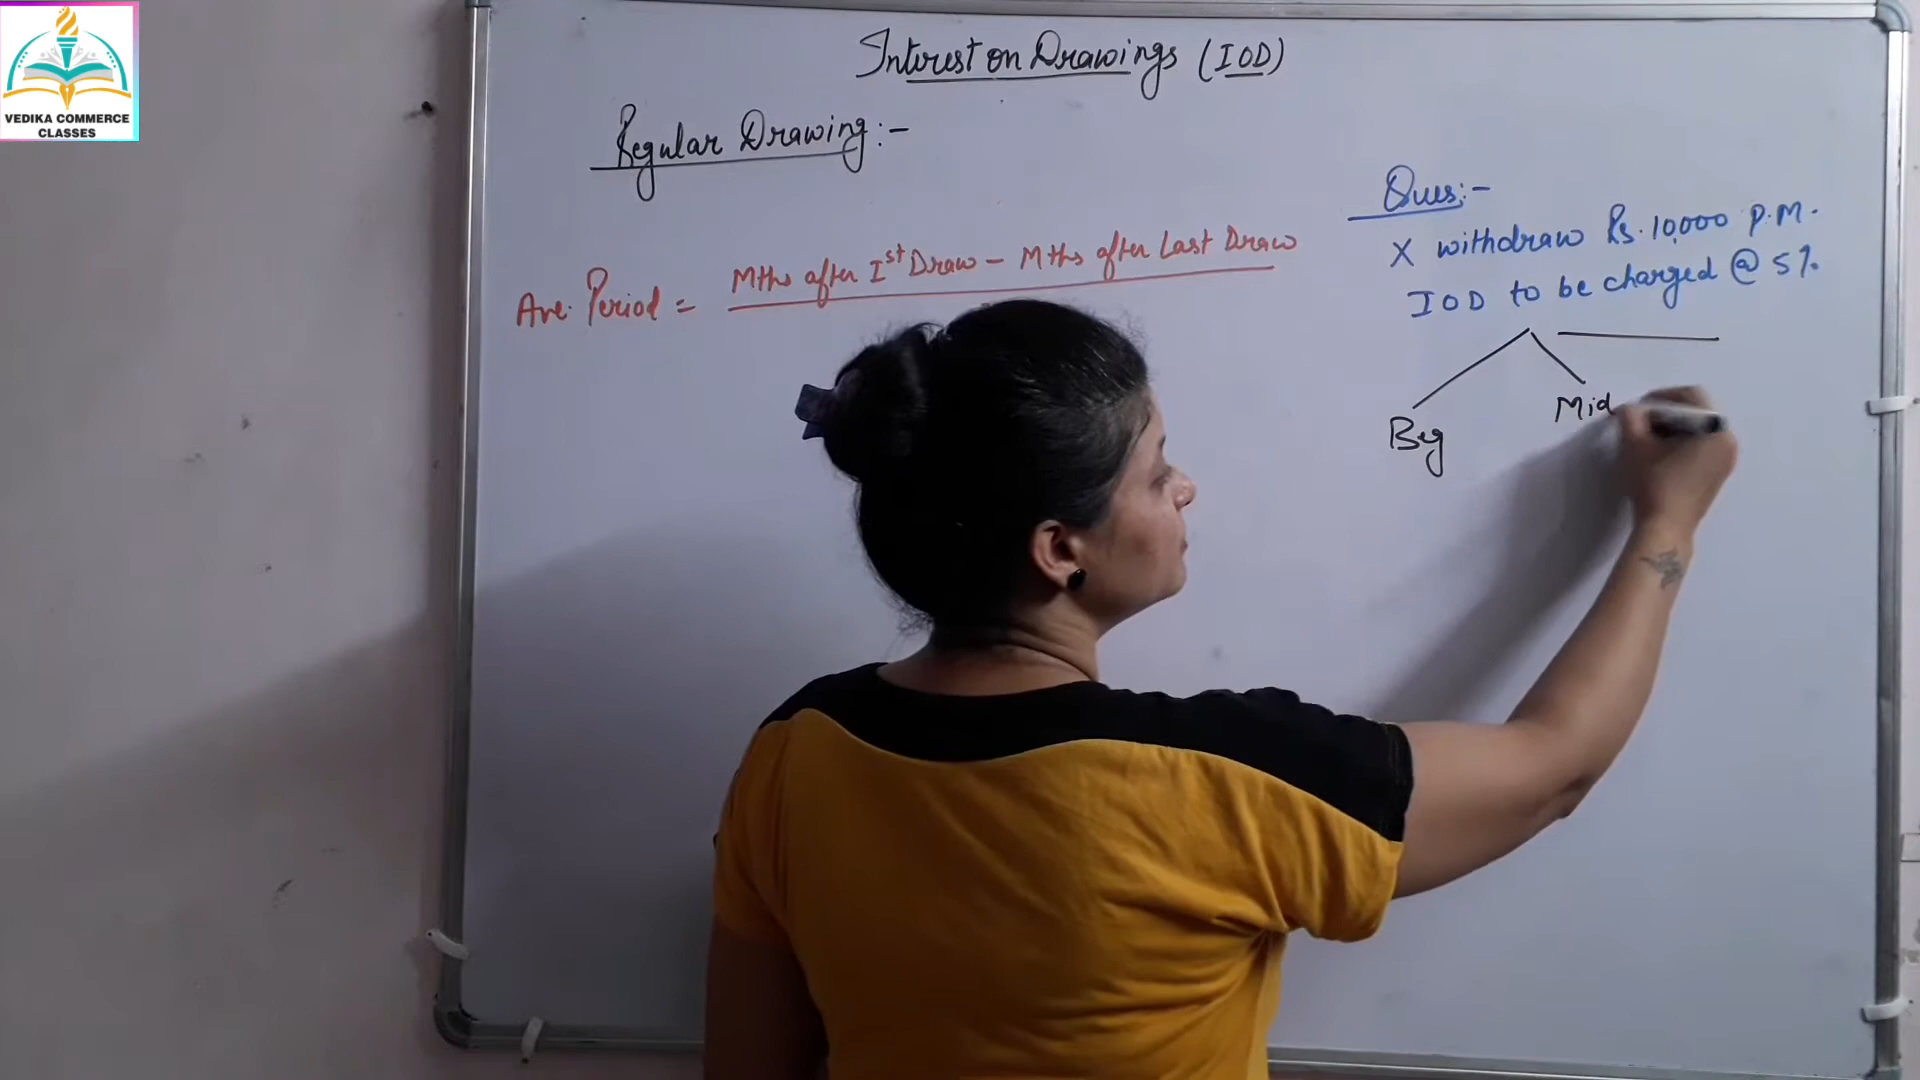 VEDIKA COMMERCE
CLASSES
Interest on Drawings (IOD)
Regular Drawing:-
Ave. Period = Mths after Ist Draw - Mths after Last Draw
Ques:-
X withdraw Rs. 10,000 P.M.
IOD to be charged @ 5%
Beg
Mid